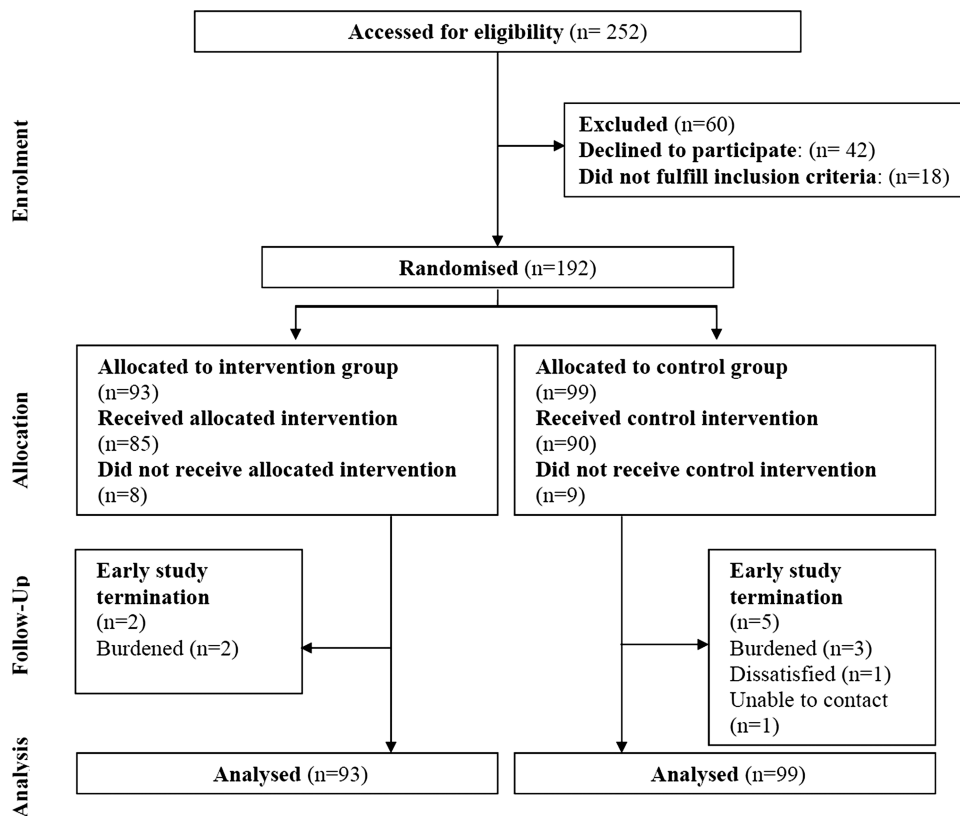 Accessed for eligibility (n= 252)
Enrolment
Excluded (n=60)
Declined to participate: (n= 42)
Did not fulfill inclusion criteria: (n=18)
Randomised (n=192)
Allocation
Allocated to intervention group
(n=93)
Received allocated intervention
(n=85)
Did not receive allocated intervention
(n=8)
Allocated to control group
(n=99)
Received control intervention
(n=90)
Did not receive control intervention
(n=9)
Follow-Up
Early study
termination
(n=2)
Burdened (n=2)
Early study
termination
(n=5)
Burdened (n=3)
Dissatisfied (n=1)
Unable to contact
(n=1)
Analysis
Analysed (n=93)
Analysed (n=99)